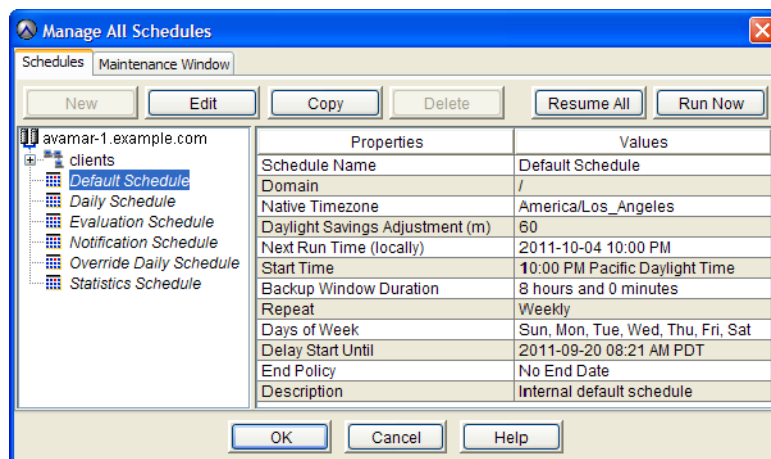 Manage All Schedules
Schedules Maintenance Window
New Edit Copy Delete Resume All Run Now
avamar-1.example.com
clients
Default Schedule
Daily Schedule
Evaluation Schedule
Notification Schedule
Override Daily Schedule
Statistics Schedule
Properties Values
Schedule Name Default Schedule
Domain /
Native Timezone America/Los_Angeles
Daylight Savings Adjustment (m) 60
Next Run Time (locally) 2011-10-04 10:00 PM
Start Time 10:00 PM Pacific Daylight Time
Backup Window Duration 8 hours and 0 minutes
Repeat Weekly
Days of Week Sun, Mon, Tue, Wed, Thu, Fri, Sat
Delay Start Until 2011-09-20 08:21 AM PDT
End Policy No End Date
Description Internal default schedule
OK Cancel Help